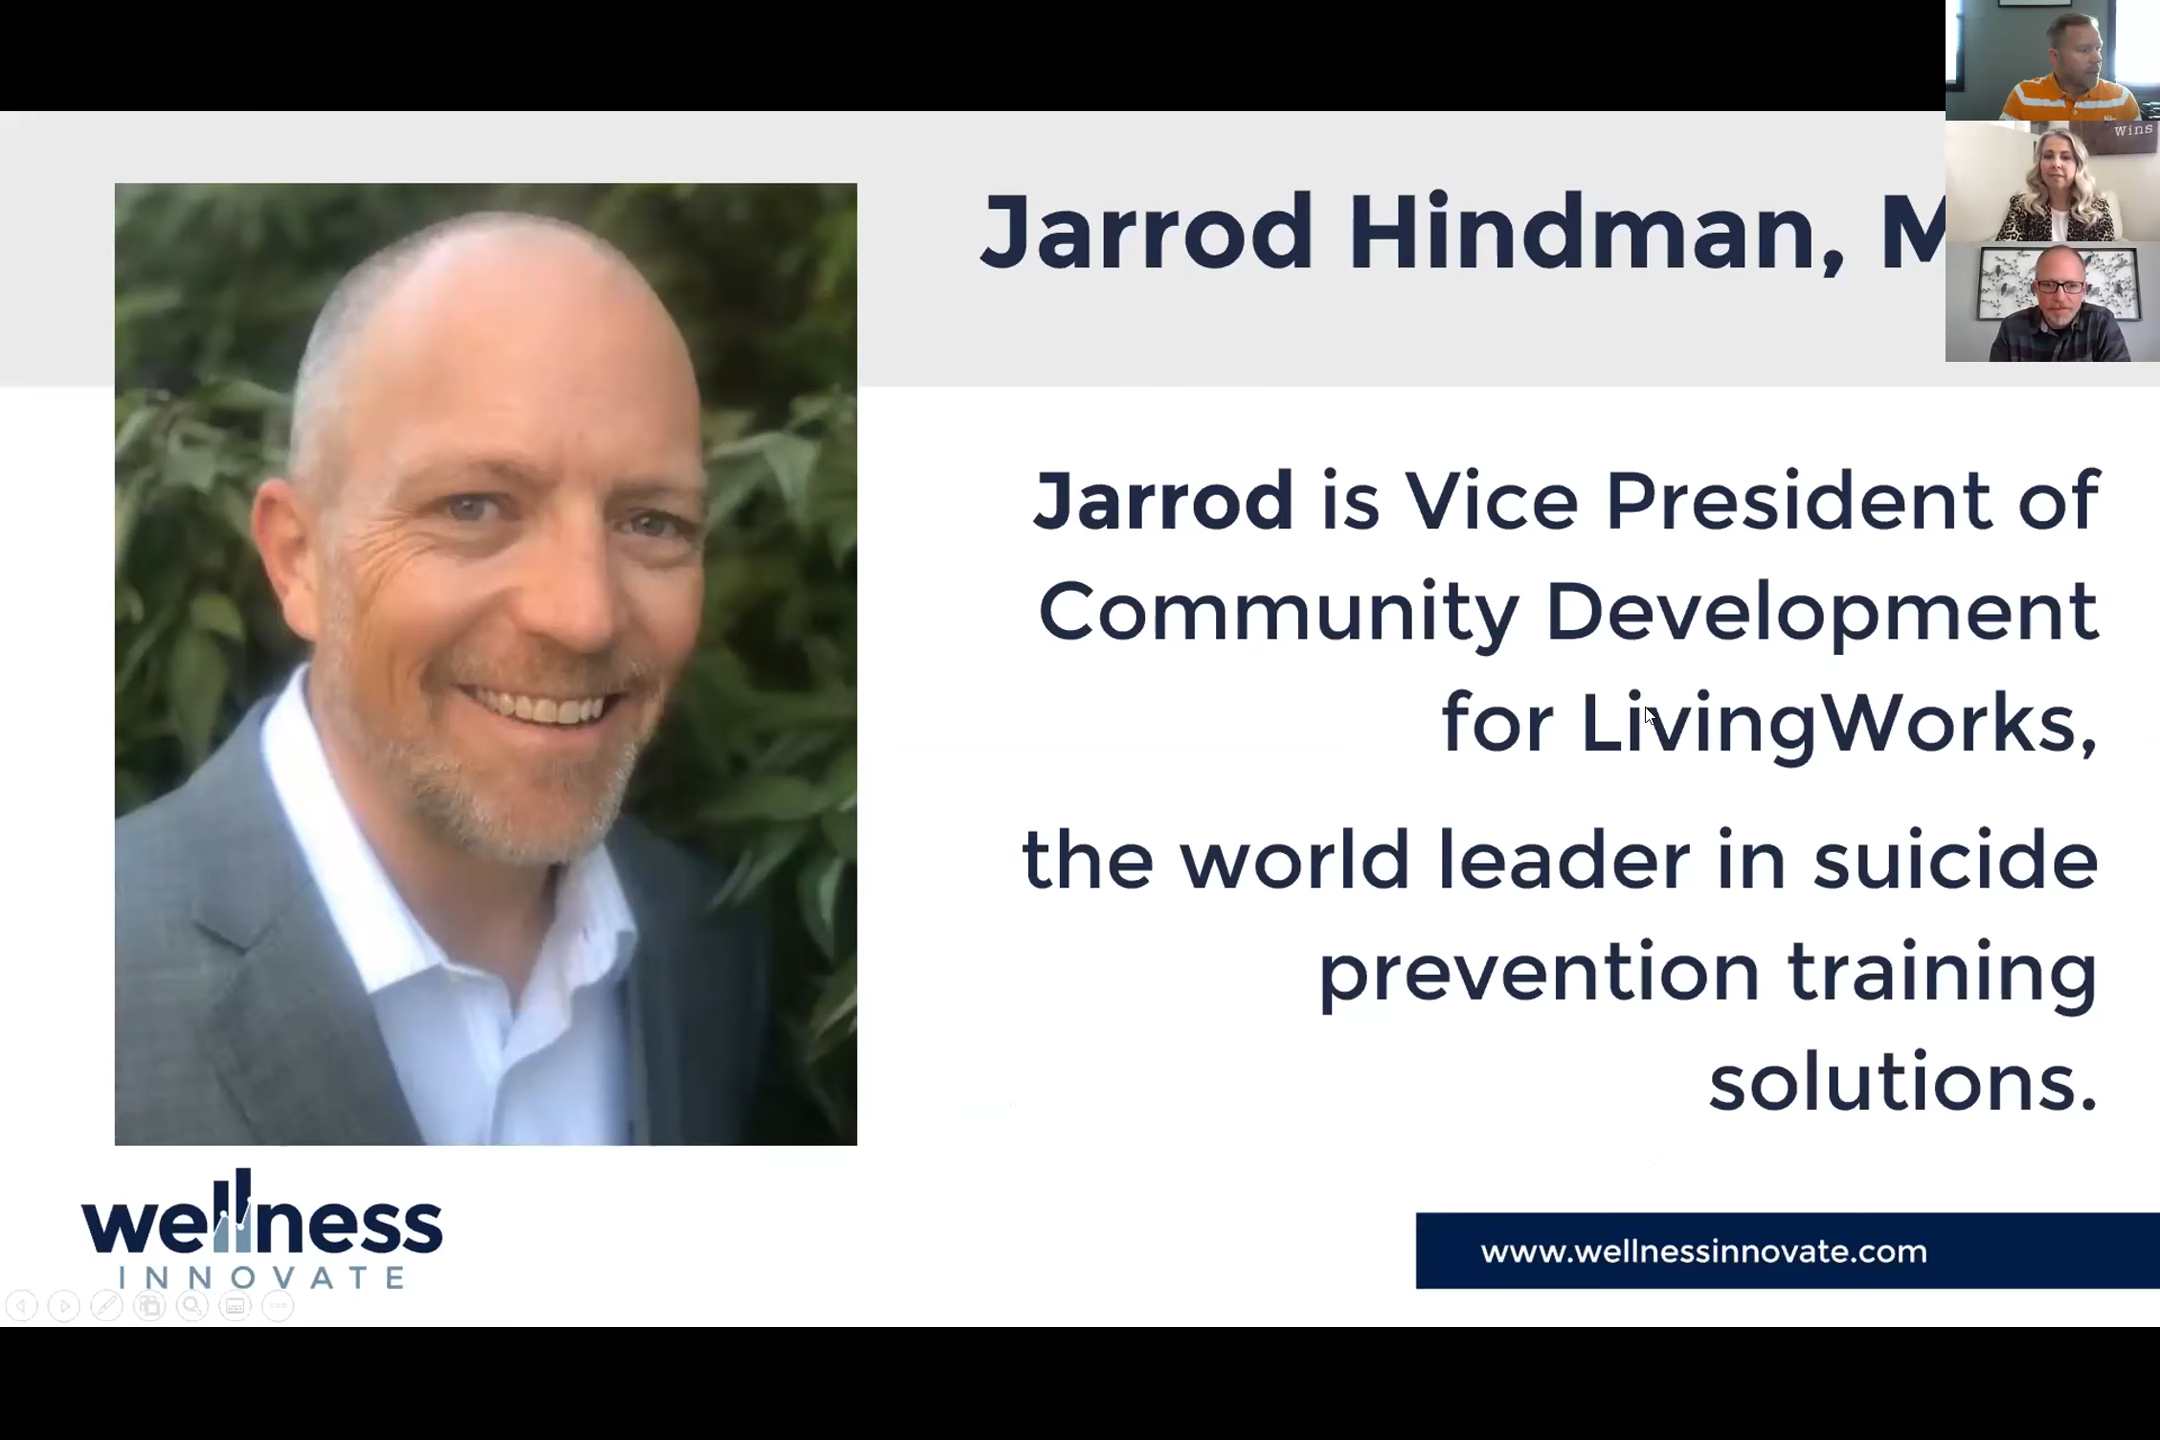 Wins
Jarrod Hindman, M
Jarrod is Vice President of
Community Development
for LivingWorks,
the world leader in suicide
prevention training
solutions.
wellness
INNOVATE
www.wellnessinnovate.com